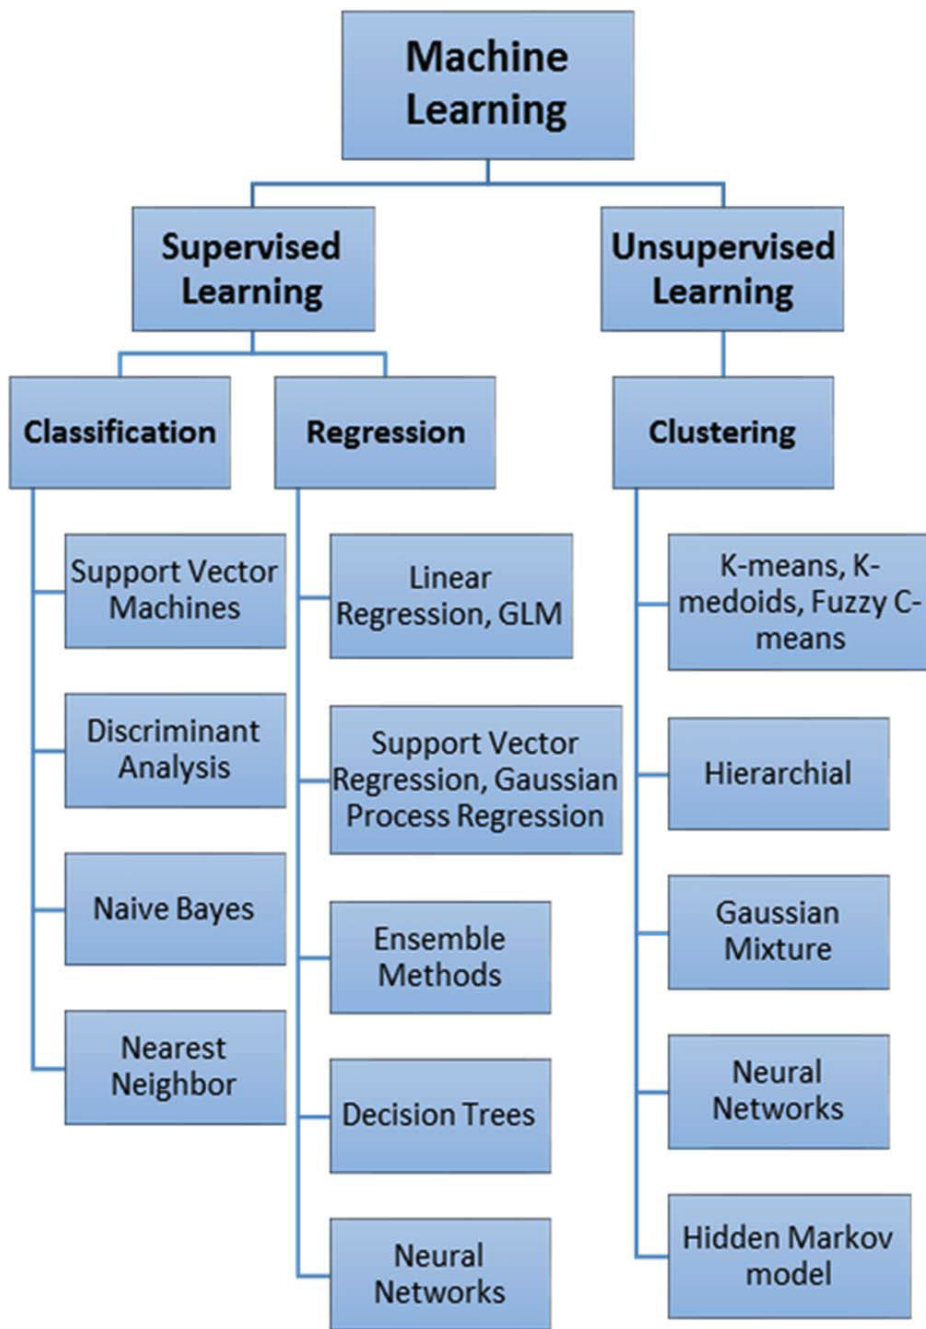 Machine
Learning
Supervised
Learning
Unsupervised
Learning
Classification
Regression
Clustering
Support Vector
Machines
Discriminant
Analysis
Naive Bayes
Nearest
Neighbor
Linear
Regression, GLM
Support Vector
Regression, Gaussian
Process Regression
Ensemble
Methods
Decision Trees
Neural
Networks
K-means, K-
medoids, Fuzzy C-
means
Hierarchial
Gaussian
Mixture
Neural
Networks
Hidden Markov
model